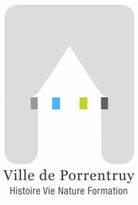 Ville de Porrentruy
Histoire Vie Nature Formation